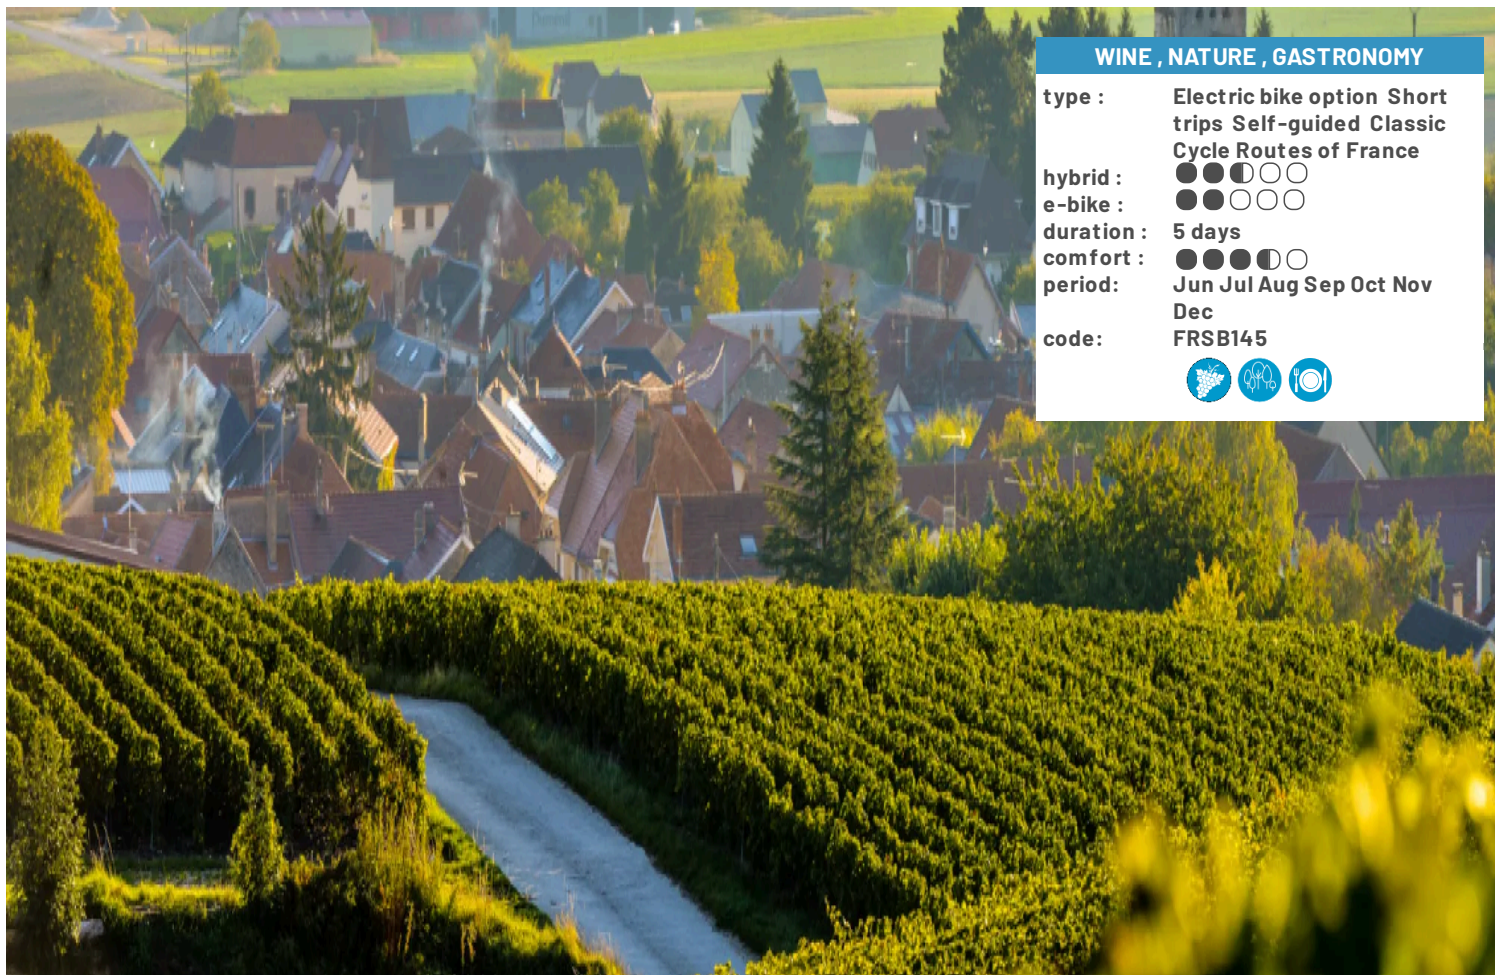 WINE , NATURE , GASTRONOMY
type : Electric bike option Short
trips Self-guided Classic
Cycle Routes of France
hybrid :
e-bike :
duration : 5 days
comfort :
period: Jun Jul Aug Sep Oct Nov
Dec
code: FRSB145